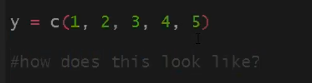 y = c(1, 2, 3, 4, 5)
#how does this look like?